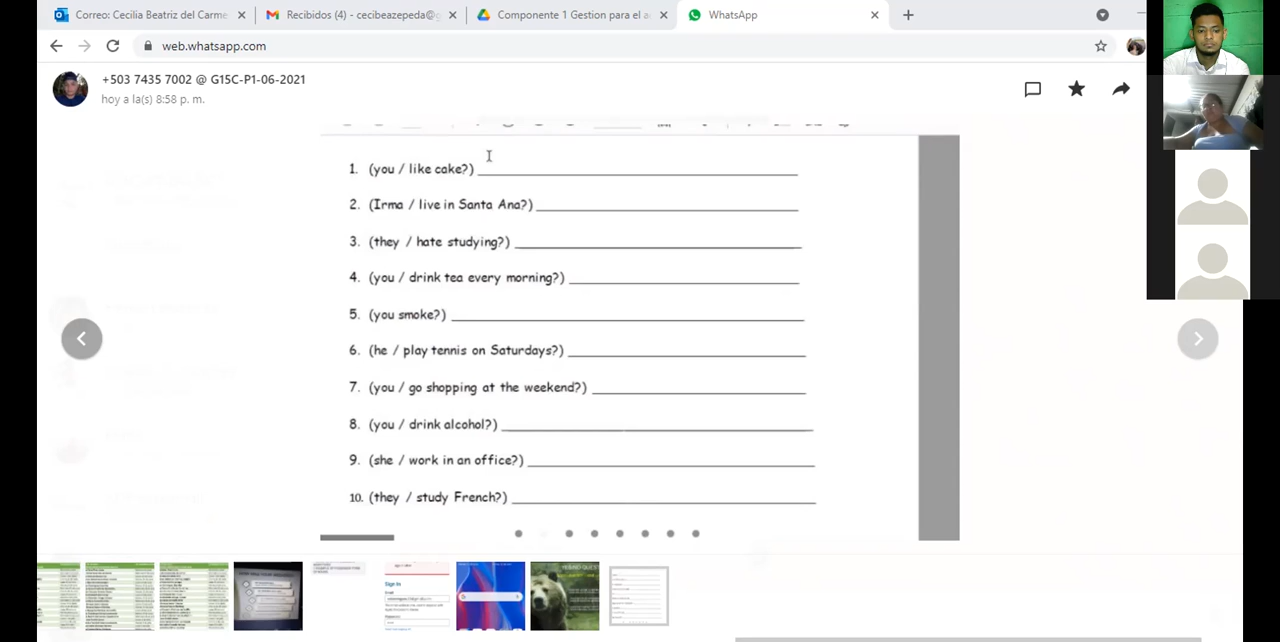 Correo: Cecilia Beatriz del Carme
Recibidos (4) - cecibeazepeda@g
Componente 1 Gestion para el a
WhatsApp
web.whatsapp.com
+503 7435 7002 @ G15C-P1-06-2021
hoy a la(s) 8:58 p. m.
1. (you / like cake?)
2. (Irma / live in Santa Ana?)
3. (they / hate studying?)
4. (you / drink tea every morning?)
5. (you smoke?)
6. (he / play tennis on Saturdays?)
7. (you / go shopping at the weekend?)
8. (you / drink alcohol?)
9. (she / work in an office?)
10. (they / study French?)
Sign In